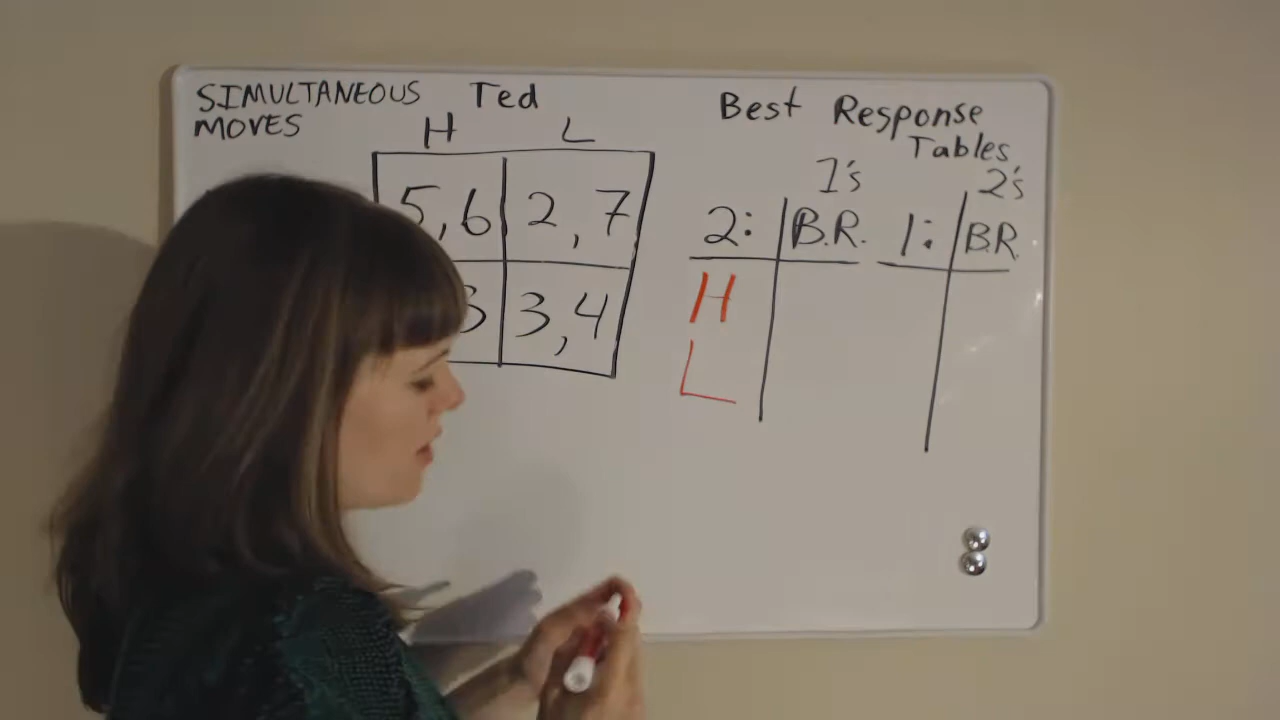 SIMULTANEOUS MOVES
Ted
H L
5,6 2,7
3 3,4
Best Response Tables
1's 2's
2: B.R. 1: B.R.
H
L